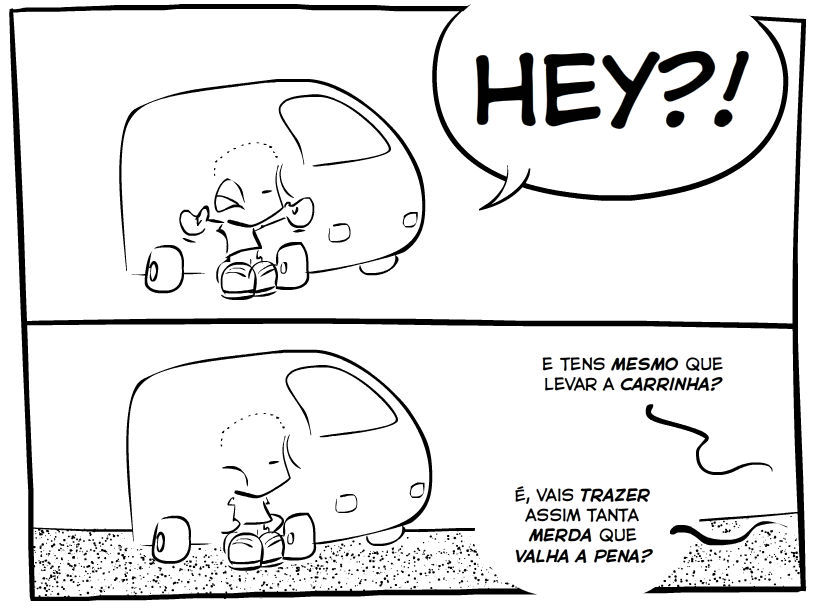 HEY?!
E TENS MESMO QUE
LEVAR A CARRINHA?
É, VAIS TRAZER
ASSIM TANTA
MERDA QUE
VALHA A PENA?